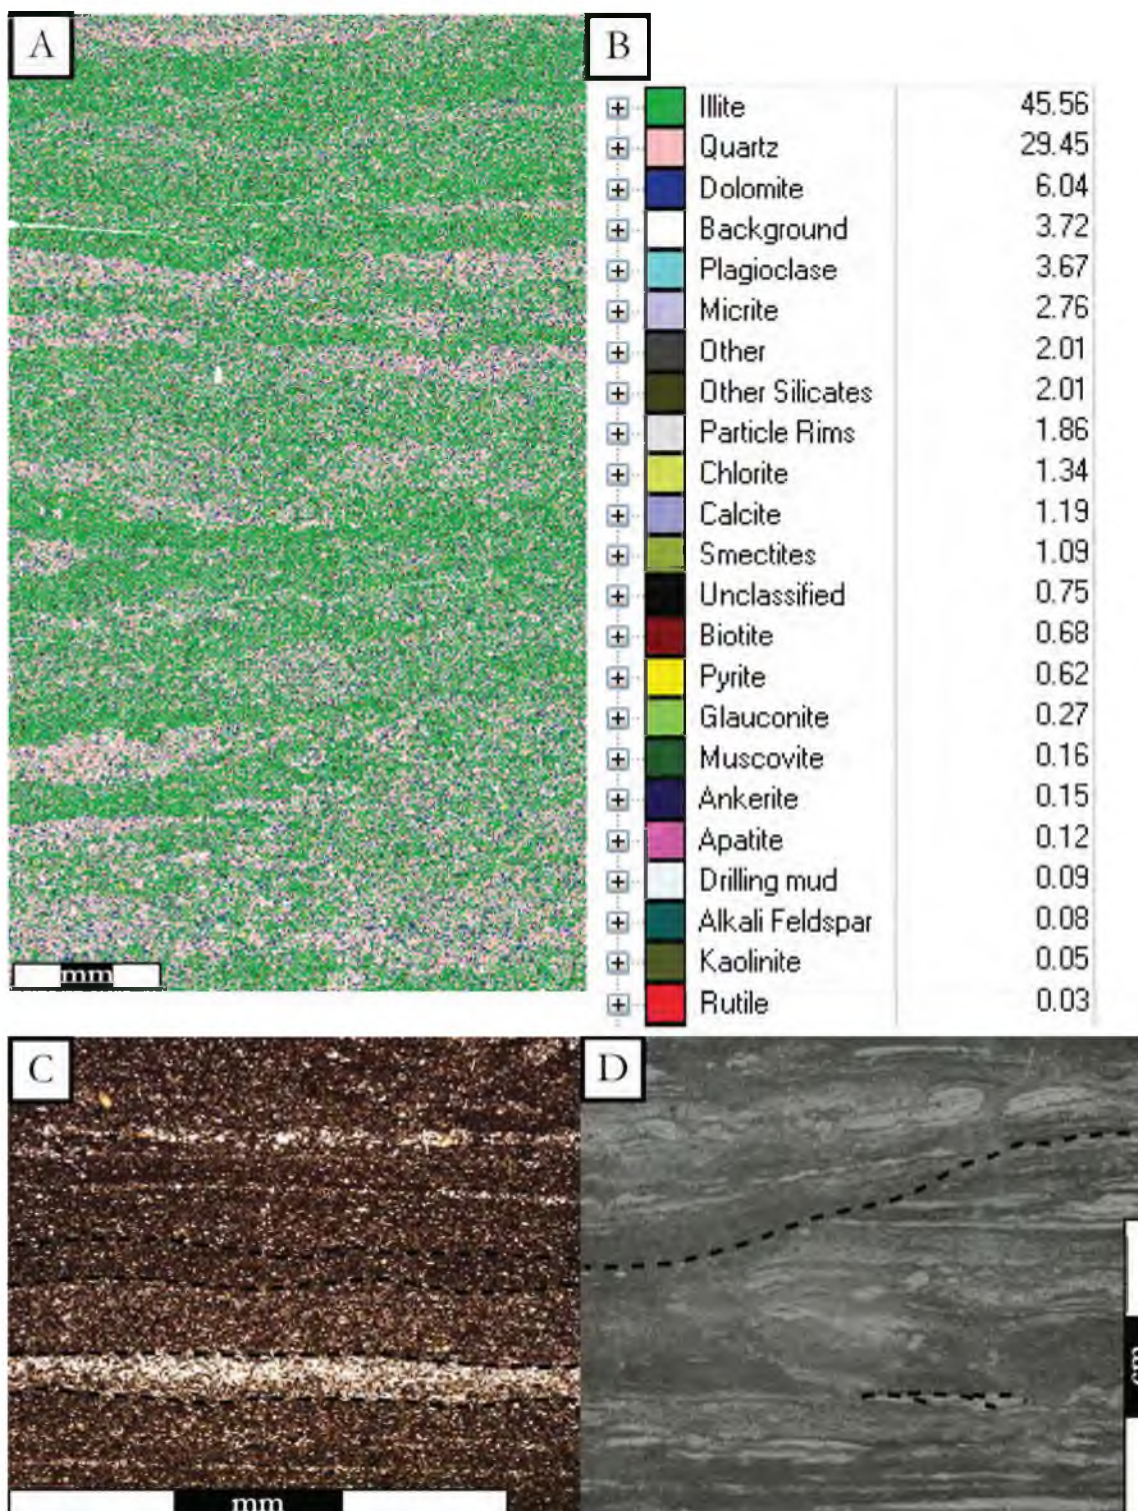 A
B
Illite 45.56
Quartz 29.45
Dolomite 6.04
Background 3.72
Plagioclase 3.67
Micrite 2.76
Other 2.01
Other Silicates 2.01
Particle Rims 1.86
Chlorite 1.34
Calcite 1.19
Smectites 1.09
Unclassified 0.75
Biotite 0.68
Pyrite 0.62
Glauconite 0.27
Muscovite 0.16
Ankerite 0.15
Apatite 0.12
Drilling mud 0.09
Alkali Feldspar 0.08
Kaolinite 0.05
Rutile 0.03
mm
C
D
cm
mm